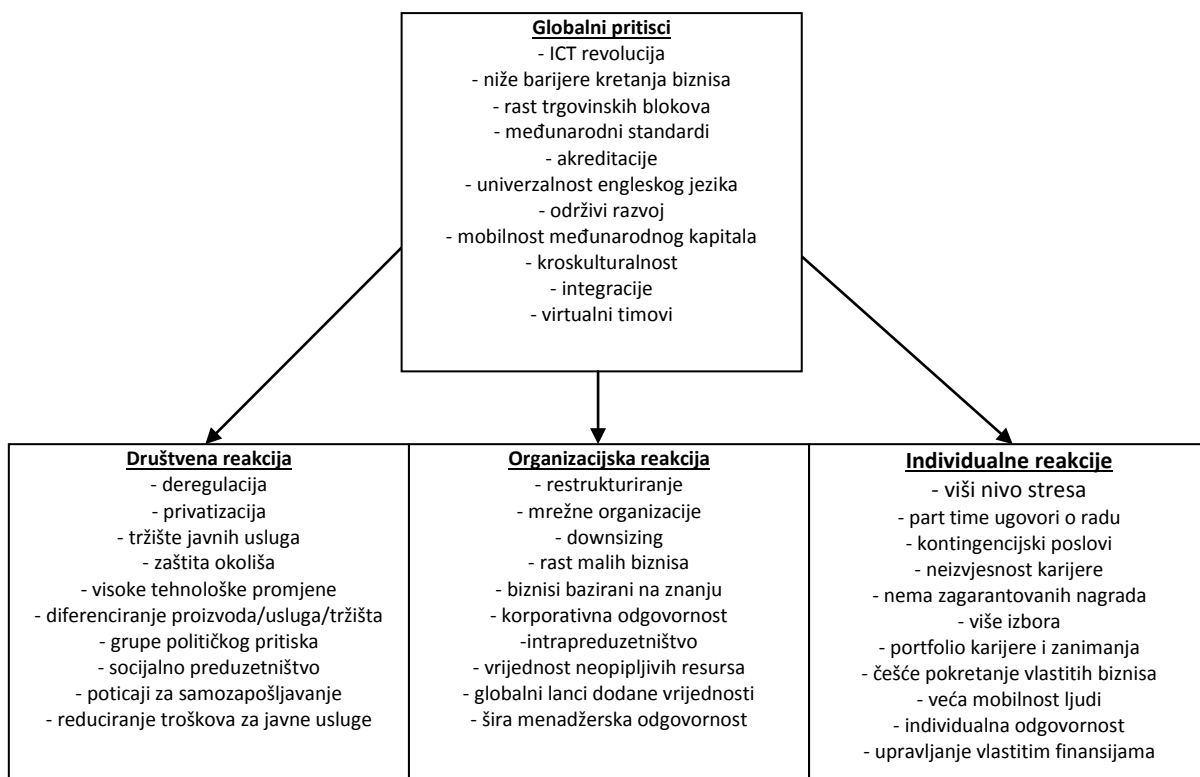 Globalni pritisci
- ICT revolucija
- niže barijere kretanja biznisa
- rast trgovinskih blokova
- međunarodni standardi
- akreditacije
- univerzalnost engleskog jezika
- održivi razvoj
- mobilnost međunarodnog kapitala
- kroskulturalnost
- integracije
- virtualni timovi
Društvena reakcija
- deregulacija
- privatizacija
- tržište javnih usluga
- zaštita okoliša
- visoke tehnološke promjene
- diferenciranje proizvoda/usluga/tržišta
- grupe političkog pritiska
- socijalno preduzetništvo
- poticaji za samozapošljavanje
- reduciranje troškova za javne usluge
Organizacijska reakcija
- restrukturiranje
- mrežne organizacije
- downsizing
- rast malih biznisa
- biznisi bazirani na znanju
- korporativna odgovornost
-intrapreduzetništvo
- vrijednost neopipljivih resursa
- globalni lanci dodane vrijednosti
- šira menadžerska odgovornost
Individualne reakcije
- viši nivo stresa
- part time ugovori o radu
- kontingencijski poslovi
- neizvjesnost karijere
- nema zagarantovanih nagrada
- više izbora
- portfolio karijere i zanimanja
- češće pokretanje vlastitih biznisa
- veća mobilnost ljudi
- individualna odgovornost
- upravljanje vlastitim finansijama